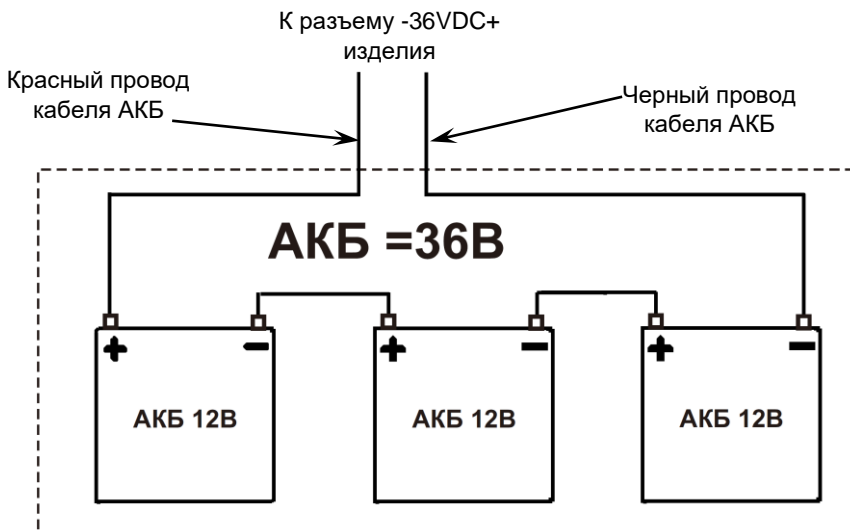 К разъему -36VDC+
изделия
Красный провод
кабеля АКБ
Черный провод
кабеля АКБ
АКБ =36В
+ - + - + -
АКБ 12В
АКБ 12В
АКБ 12В